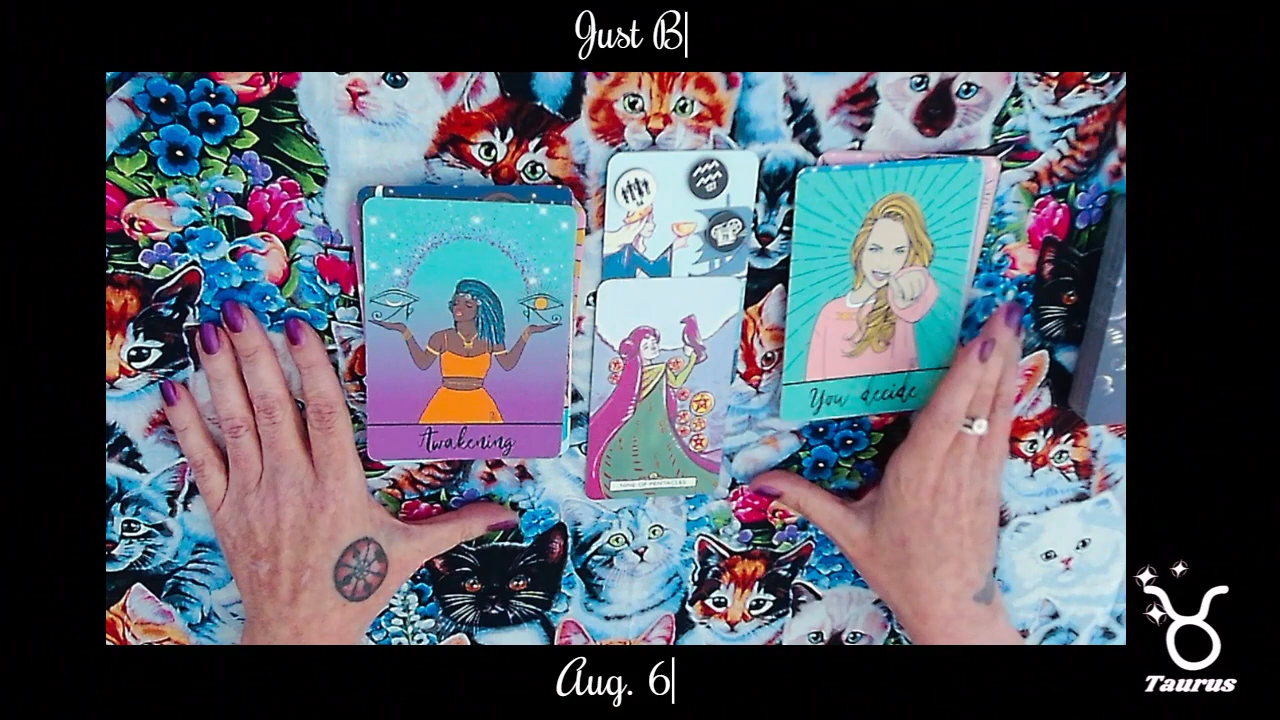 Just B
Awakening
You decide
NINE OF PENTACLES
Aug. 6
Taurus